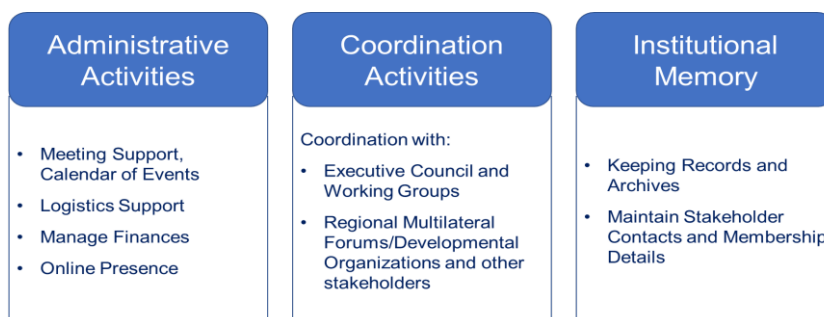 Administrative
Activities
• Meeting Support,
Calendar of Events
• Logistics Support
• Manage Finances
• Online Presence
Coordination
Activities
Coordination with:
• Executive Council and
Working Groups
• Regional Multilateral
Forums/Developmental
Organizations and other
stakeholders
Institutional
Memory
• Keeping Records and
Archives
• Maintain Stakeholder
Contacts and Membership
Details